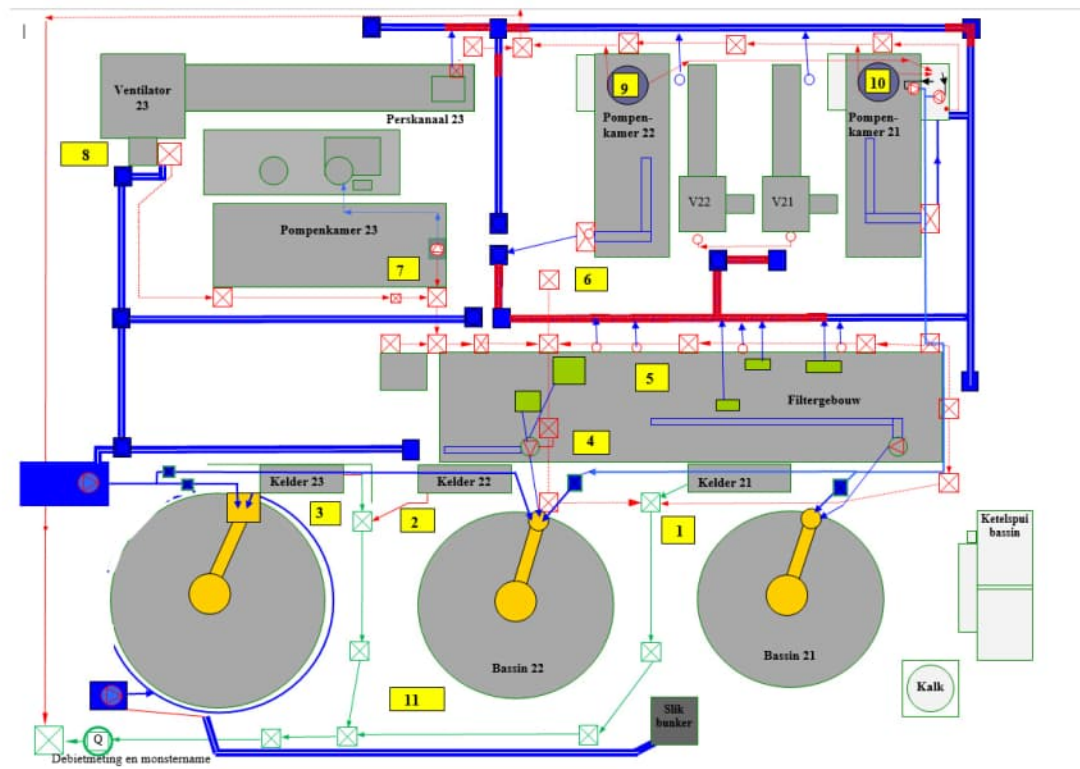 Ventilator
23
Perskanaal 23
8
9
Pompen-
kamer 22
10
Pompen-
kamer 21
V22
V21
Pompenkamer 23
7
6
5
Filtergebouw
4
Kelder 23
Kelder 22
Kelder 21
3
2
1
Ketelspui
bassin
Bassin 22
Bassin 21
Kalk
11
Slik
bunker
Q
Debietmeting en monstername